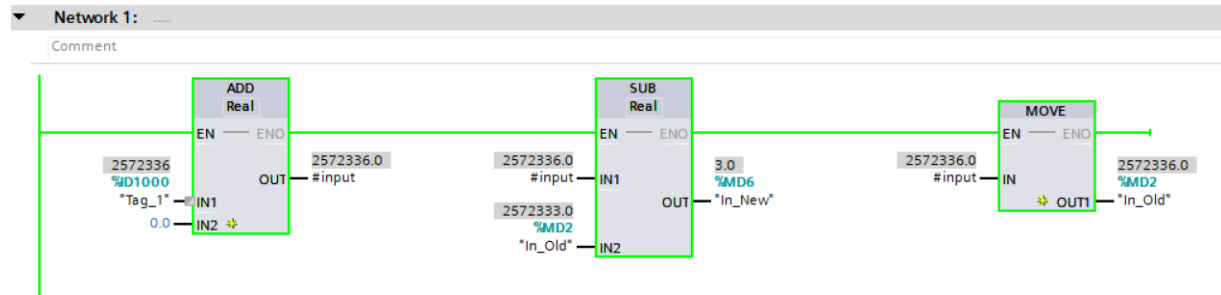 Network 1: .....
Comment
ADD
Real
EN ENO
2572336
%ID1000
"Tag_1" IN1
0.0 IN2
OUT
2572336.0
#input
SUB
Real
EN ENO
2572336.0
#input IN1
2572333.0
%MD2
"In_Old" IN2
OUT
3.0
%MD6
"In_New"
MOVE
EN ENO
2572336.0
#input IN
OUT1
2572336.0
%MD2
"In_Old"